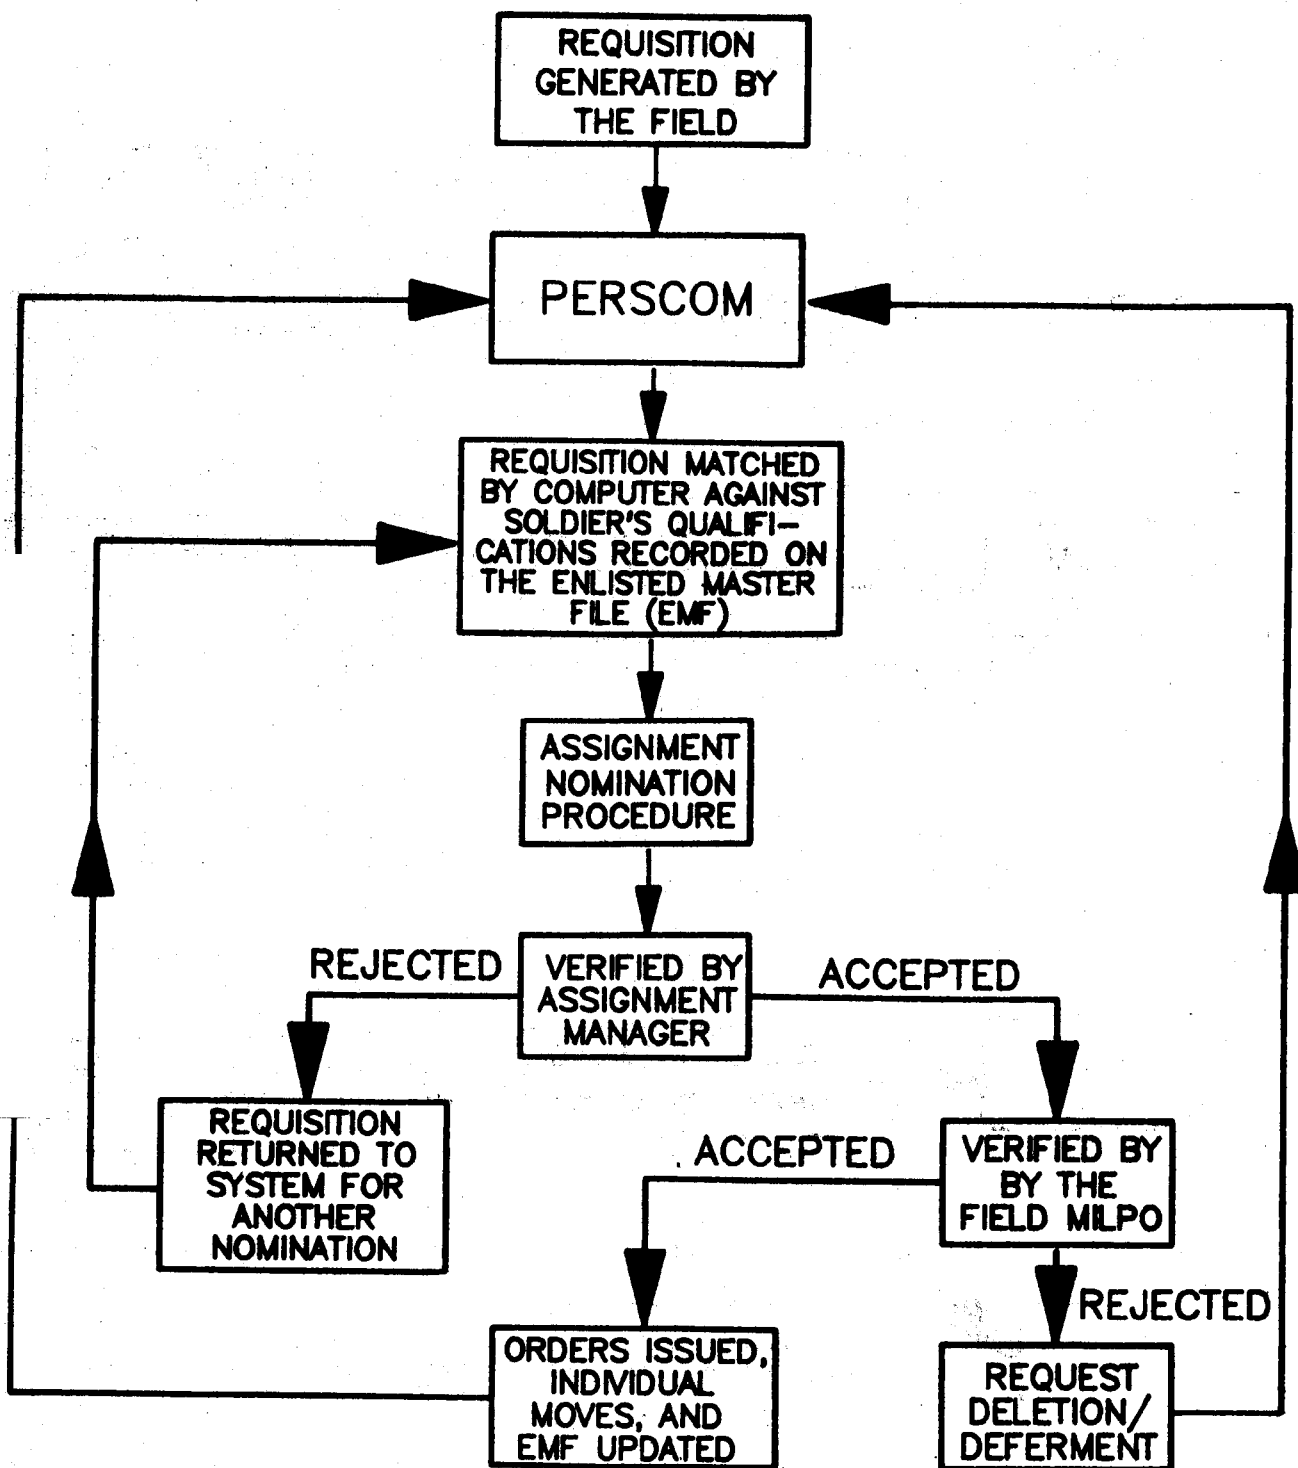 REQUISITION
GENERATED BY
THE FIELD
PERSCOM
REQUISITION MATCHED
BY COMPUTER AGAINST
SOLDIER'S QUALIFI-
CATIONS RECORDED ON
THE ENLISTED MASTER
FILE (EMF)
ASSIGNMENT
NOMINATION
PROCEDURE
REJECTED
VERIFIED BY
ASSIGNMENT
MANAGER
ACCEPTED
REQUISITION
RETURNED TO
SYSTEM FOR
ANOTHER
NOMINATION
ACCEPTED
VERIFIED BY
BY THE
FIELD MILPO
REJECTED
ORDERS ISSUED,
INDIVIDUAL
MOVES, AND
EMF UPDATED
REQUEST
DELETION/
DEFERMENT